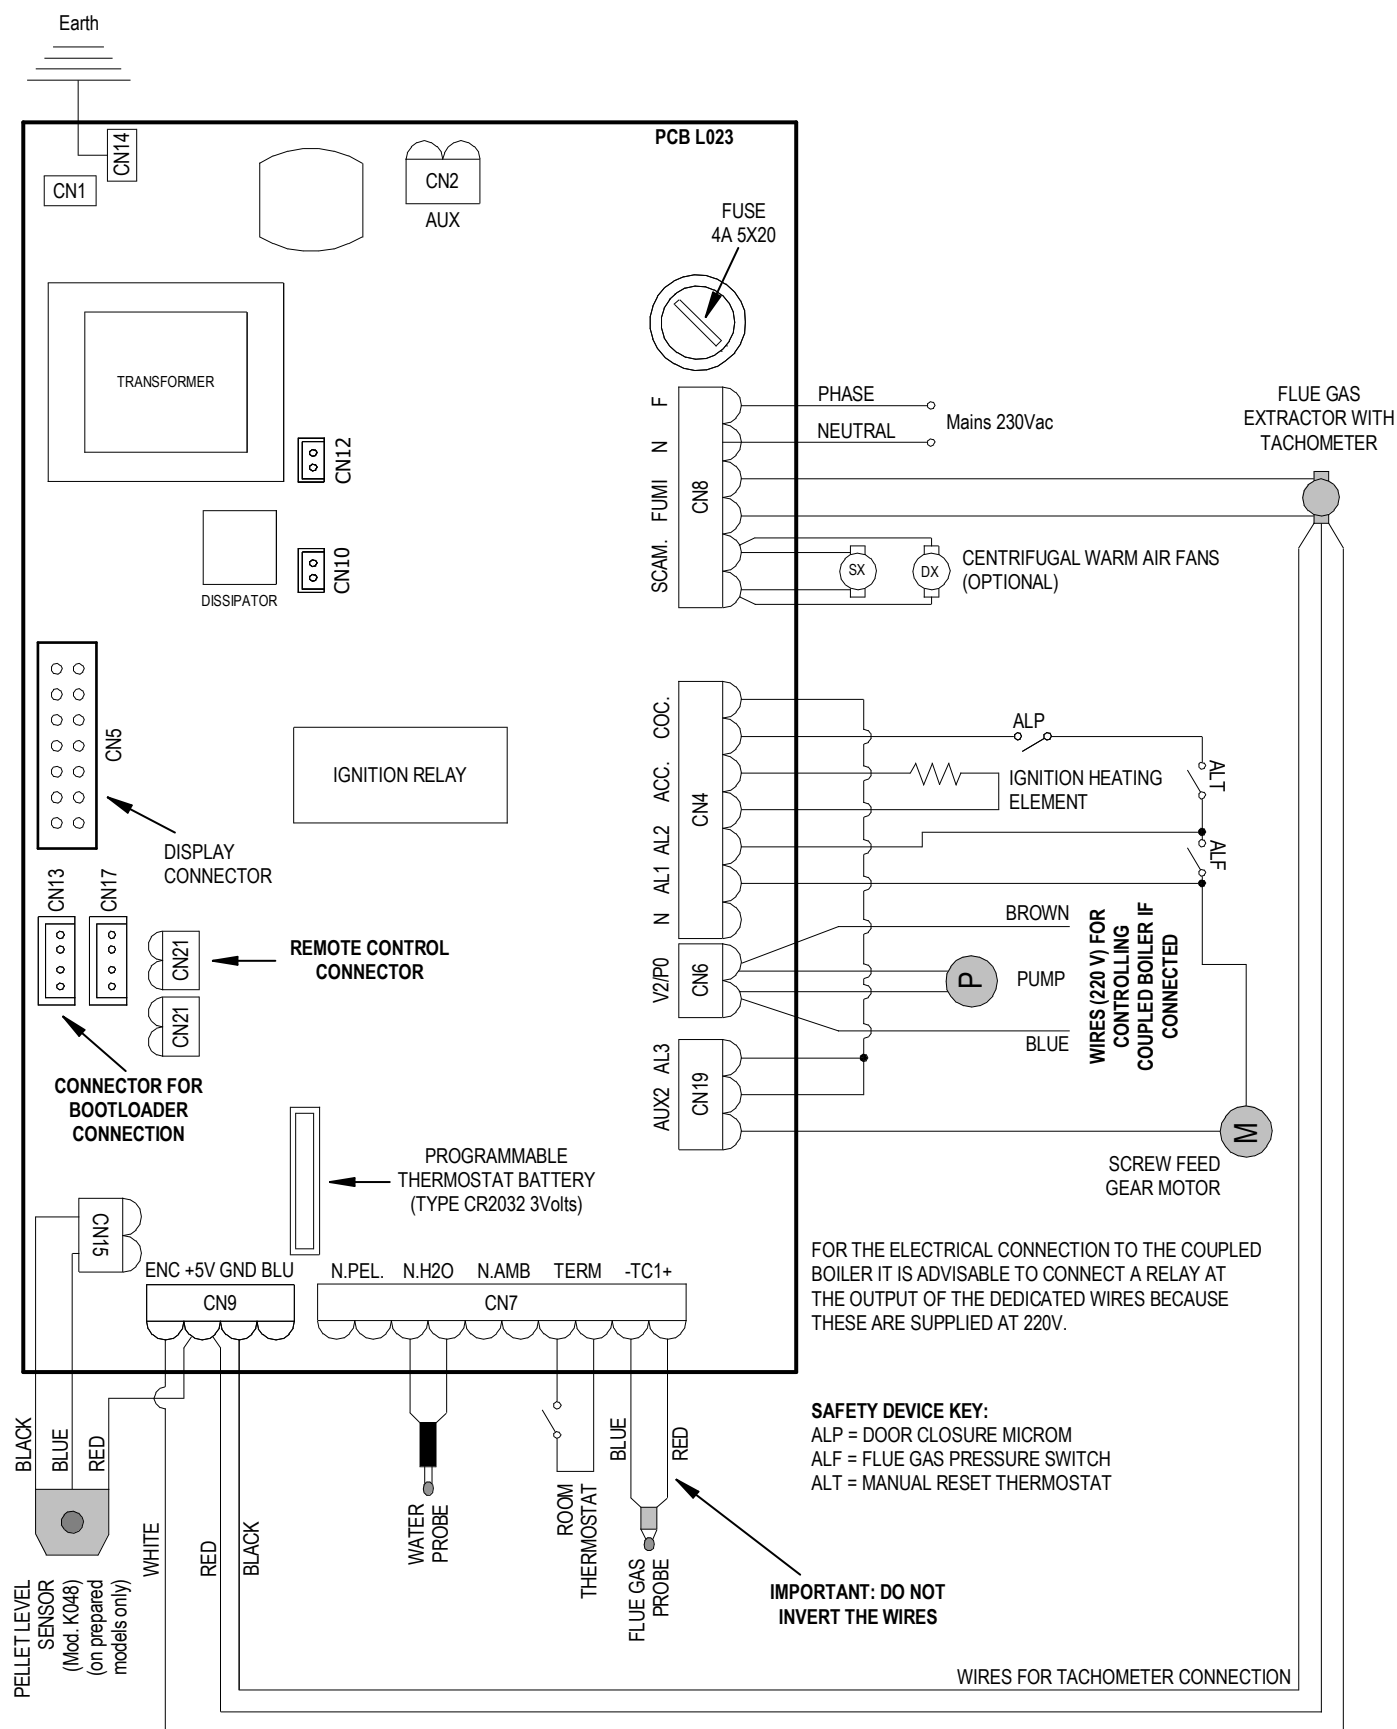 Earth
PCB L023
CN14
CN1
CN2
AUX
FUSE
4A 5X20
TRANSFORMER
CN12
CN10
DISSIPATOR
F
N
FUMI
SCAM.
CN8
PHASE
NEUTRAL
Mains 230Vac
FLUE GAS
EXTRACTOR WITH
TACHOMETER
SX
DX
CENTRIFUGAL WARM AIR FANS
(OPTIONAL)
CN5
DISPLAY
CONNECTOR
IGNITION RELAY
COC.
ACC.
AL2
AL1
N
CN4
ALP
ALT
ALF
IGNITION HEATING
ELEMENT
CN13
CN17
CN21
CN21
REMOTE CONTROL
CONNECTOR
V2/P0
CN6
BROWN
P
PUMP
BLUE
WIRES (220 V) FOR
CONTROLLING
COUPLED BOILER IF
CONNECTED
AL3
AUX2
CN19
CONNECTOR FOR
BOOTLOADER
CONNECTION
M
SCREW FEED
GEAR MOTOR
PROGRAMMABLE
THERMOSTAT BATTERY
(TYPE CR2032 3Volts)
CN15
ENC +5V GND BLU
CN9
N.PEL. N.H2O N.AMB TERM -TC1+
CN7
FOR THE ELECTRICAL CONNECTION TO THE COUPLED
BOILER IT IS ADVISABLE TO CONNECT A RELAY AT
THE OUTPUT OF THE DEDICATED WIRES BECAUSE
THESE ARE SUPPLIED AT 220V.
SAFETY DEVICE KEY:
ALP = DOOR CLOSURE MICROM
ALF = FLUE GAS PRESSURE SWITCH
ALT = MANUAL RESET THERMOSTAT
BLACK
BLUE
RED
PELLET LEVEL
SENSOR
(Mod. K048)
(on prepared
models only)
WHITE
RED
BLACK
WATER
PROBE
ROOM
THERMOSTAT
BLUE
RED
FLUE GAS
PROBE
IMPORTANT: DO NOT
INVERT THE WIRES
WIRES FOR TACHOMETER CONNECTION